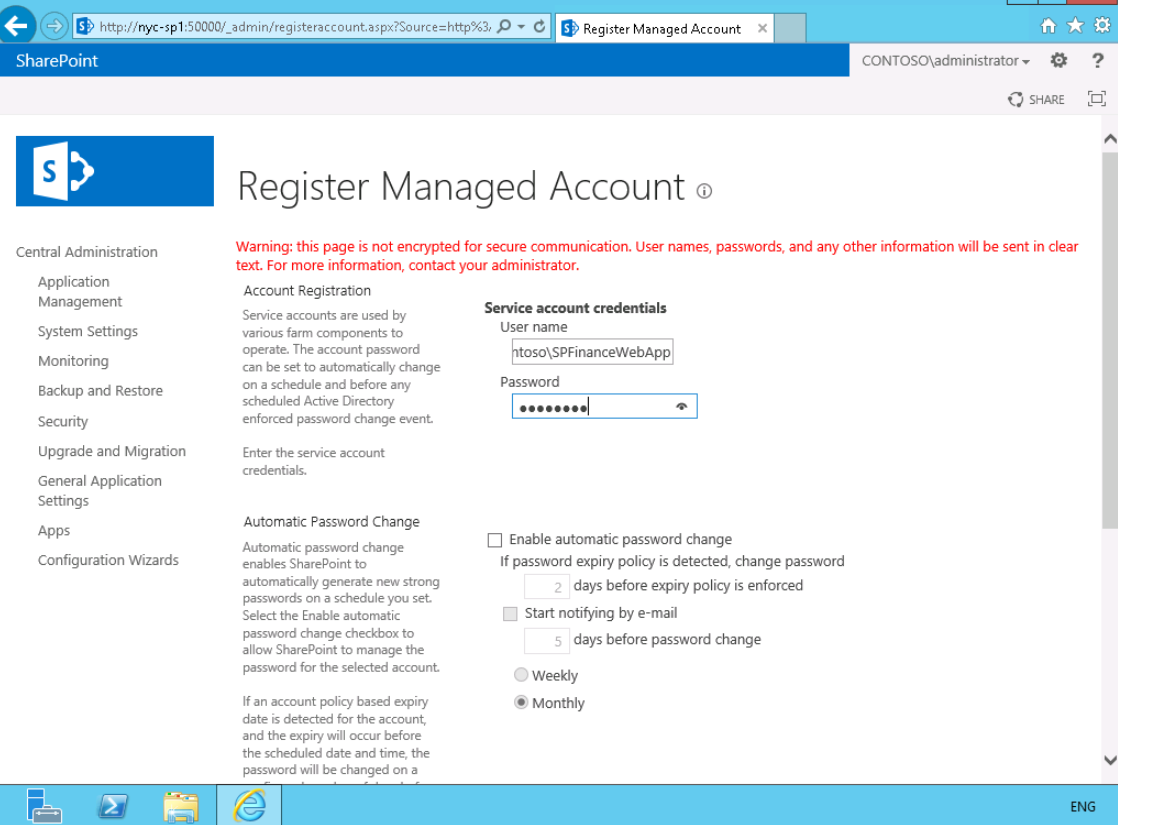 http://nyc-sp1:50000/_admin/registeraccount.aspx?Source=http%3
Register Managed Account
SharePoint
CONTOSO\administrator
?
SHARE
S
Register Managed Account
Warning: this page is not encrypted for secure communication. User names, passwords, and any other information will be sent in clear
text. For more information, contact your administrator.
Central Administration
Application
Management
System Settings
Monitoring
Backup and Restore
Security
Upgrade and Migration
General Application
Settings
Apps
Configuration Wizards
Account Registration
Service accounts are used by
various farm components to
operate. The account password
can be set to automatically change
on a schedule and before any
scheduled Active Directory
enforced password change event.
Enter the service account
credentials.
Service account credentials
User name
ntoso\SPFinanceWebApp
Password
Automatic Password Change
Automatic password change
enables SharePoint to
automatically generate new strong
passwords on a schedule you set.
Select the Enable automatic
password change checkbox to
allow SharePoint to manage the
password for the selected account.
If an account policy based expiry
date is detected for the account,
and the expiry will occur before
the scheduled date and time, the
password will be changed on a
Enable automatic password change
If password expiry policy is detected, change password
2 days before expiry policy is enforced
Start notifying by e-mail
5 days before password change
Weekly
Monthly
ENG